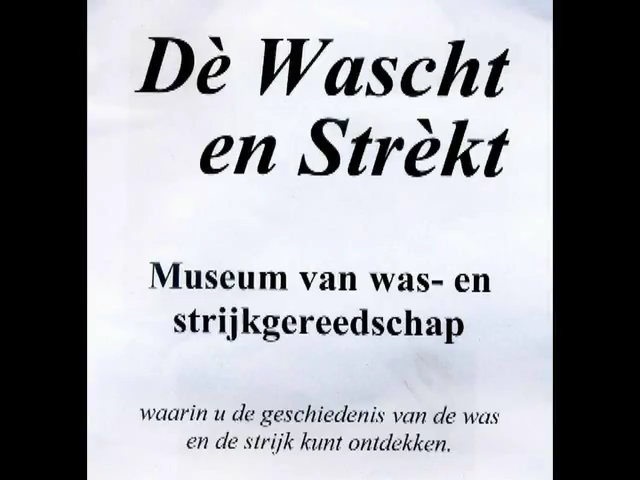 Dè Wascht
en Strèkt
Museum van was- en
strijkgereedschap
waarin u de geschiedenis van de was
en de strijk kunt ontdekken.